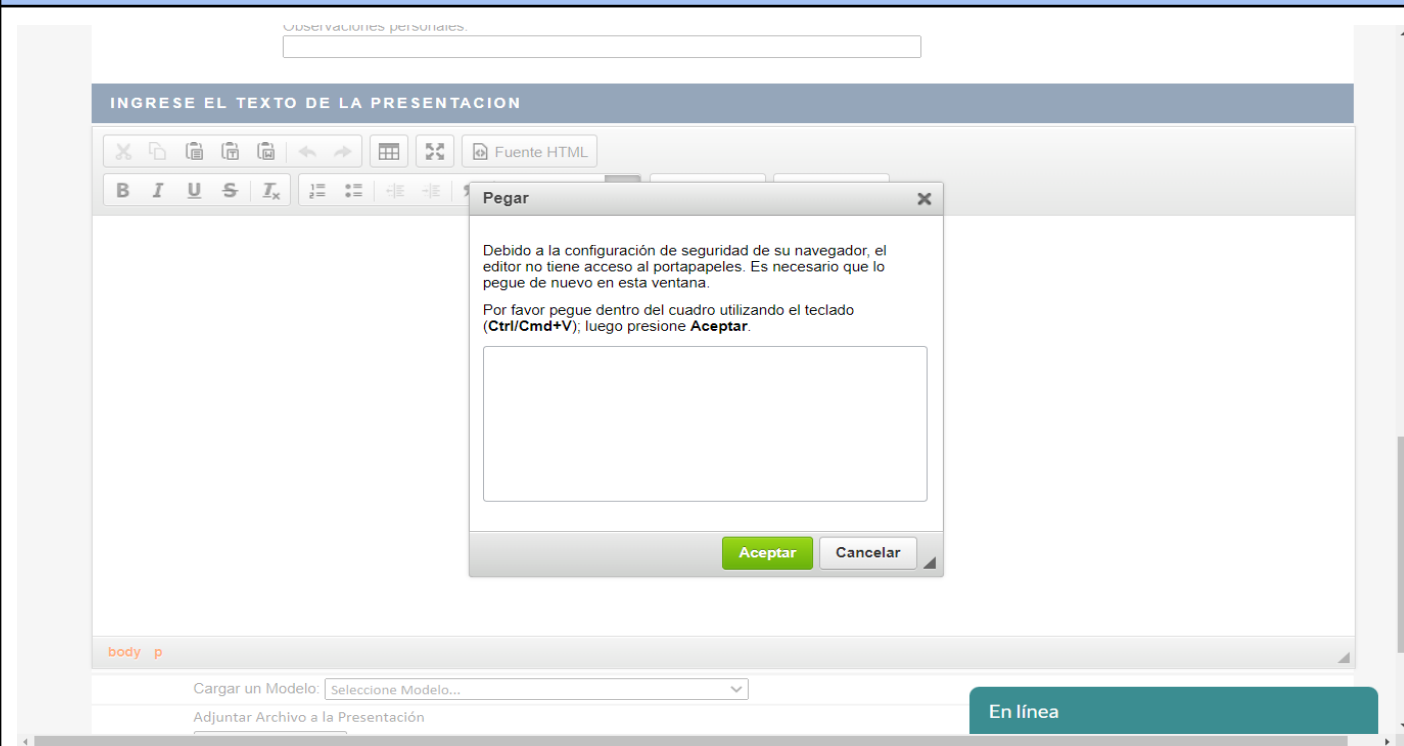 Observaciones personales:
INGRESE EL TEXTO DE LA PRESENTACION
Fuente HTML
B I U S Ix
Pegar
Debido a la configuración de seguridad de su navegador, el
editor no tiene acceso al portapapeles. Es necesario que lo
pegue de nuevo en esta ventana.
Por favor pegue dentro del cuadro utilizando el teclado
(Ctrl/Cmd+V); luego presione Aceptar.
Aceptar Cancelar
body p
Cargar un Modelo: Seleccione Modelo...
Adjuntar Archivo a la Presentación
En línea